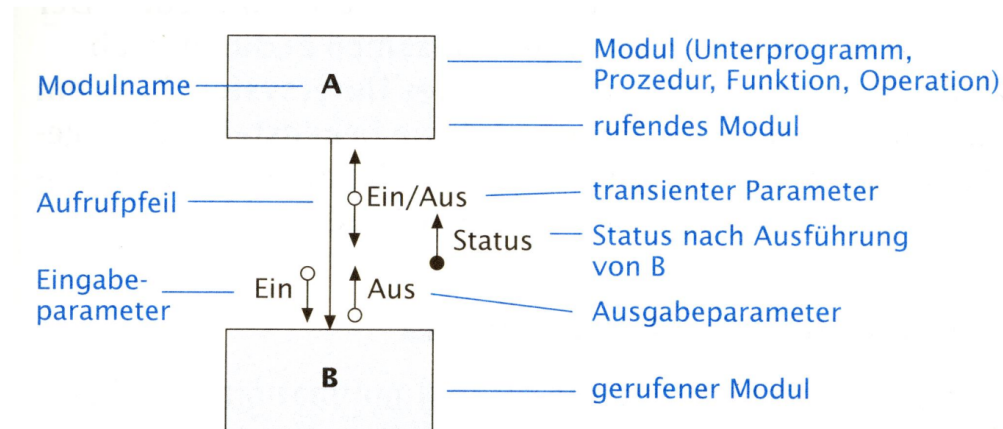 Modulname
A
Modul (Unterprogramm,
Prozedur, Funktion, Operation)
rufendes Modul
Aufrufpfeil
Ein/Aus
transienter Parameter
Status
Status nach Ausführung
von B
Eingabe-
parameter
Ein
Aus
Ausgabeparameter
B
gerufener Modul